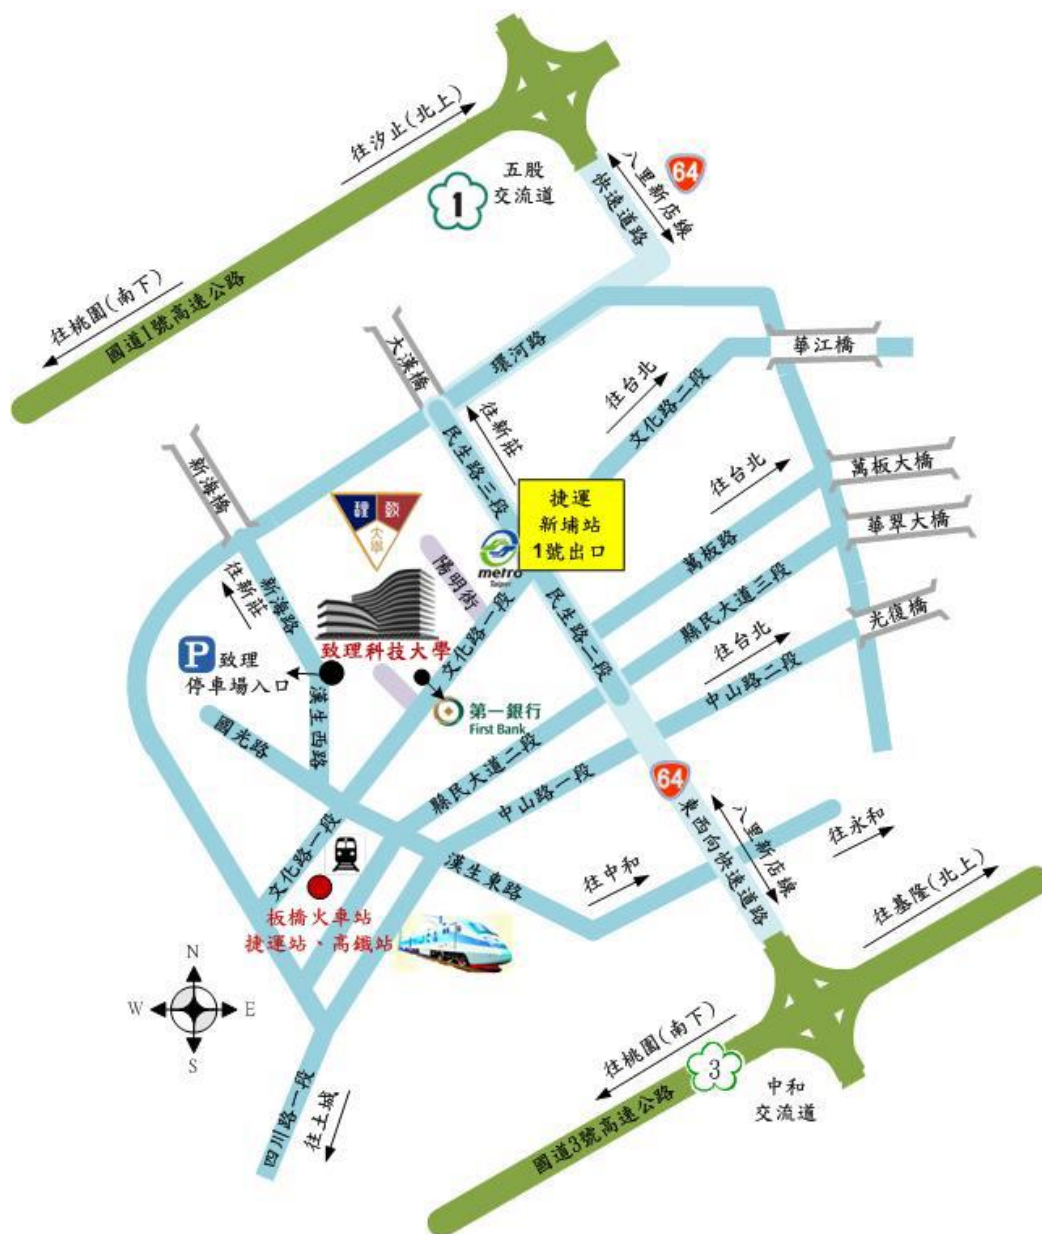 往汐止(北上)
五股
交流道
1
64
八里新店線
快速道路
往桃園(南下)
國道1號高速公路
大漢橋
環河路
華江橋
往台北
文化路二段
往新莊
民生路三段
新海橋
捷運
新埔站
1號出口
往台北
萬板大橋
華翠大橋
致理
大學
metro
Taipei
陽明街
萬板路
縣民大道三段
往新莊
新海路
文化路一段
民生路二段
往台北
光復橋
致理科技大學
P
致理
停車場入口
漢生西路
國光路
第一銀行
First Bank
中山路二段
縣民大道二段
中山路一段
64
東西向快速道路
八里新店線
文化路一段
漢生東路
往中和
往永和
往基隆(北上)
板橋火車站
捷運站、高鐵站
N
W
E
S
往桃園(南下)
3
中和
交流道
國道3號高速公路
四川路一段
往土城